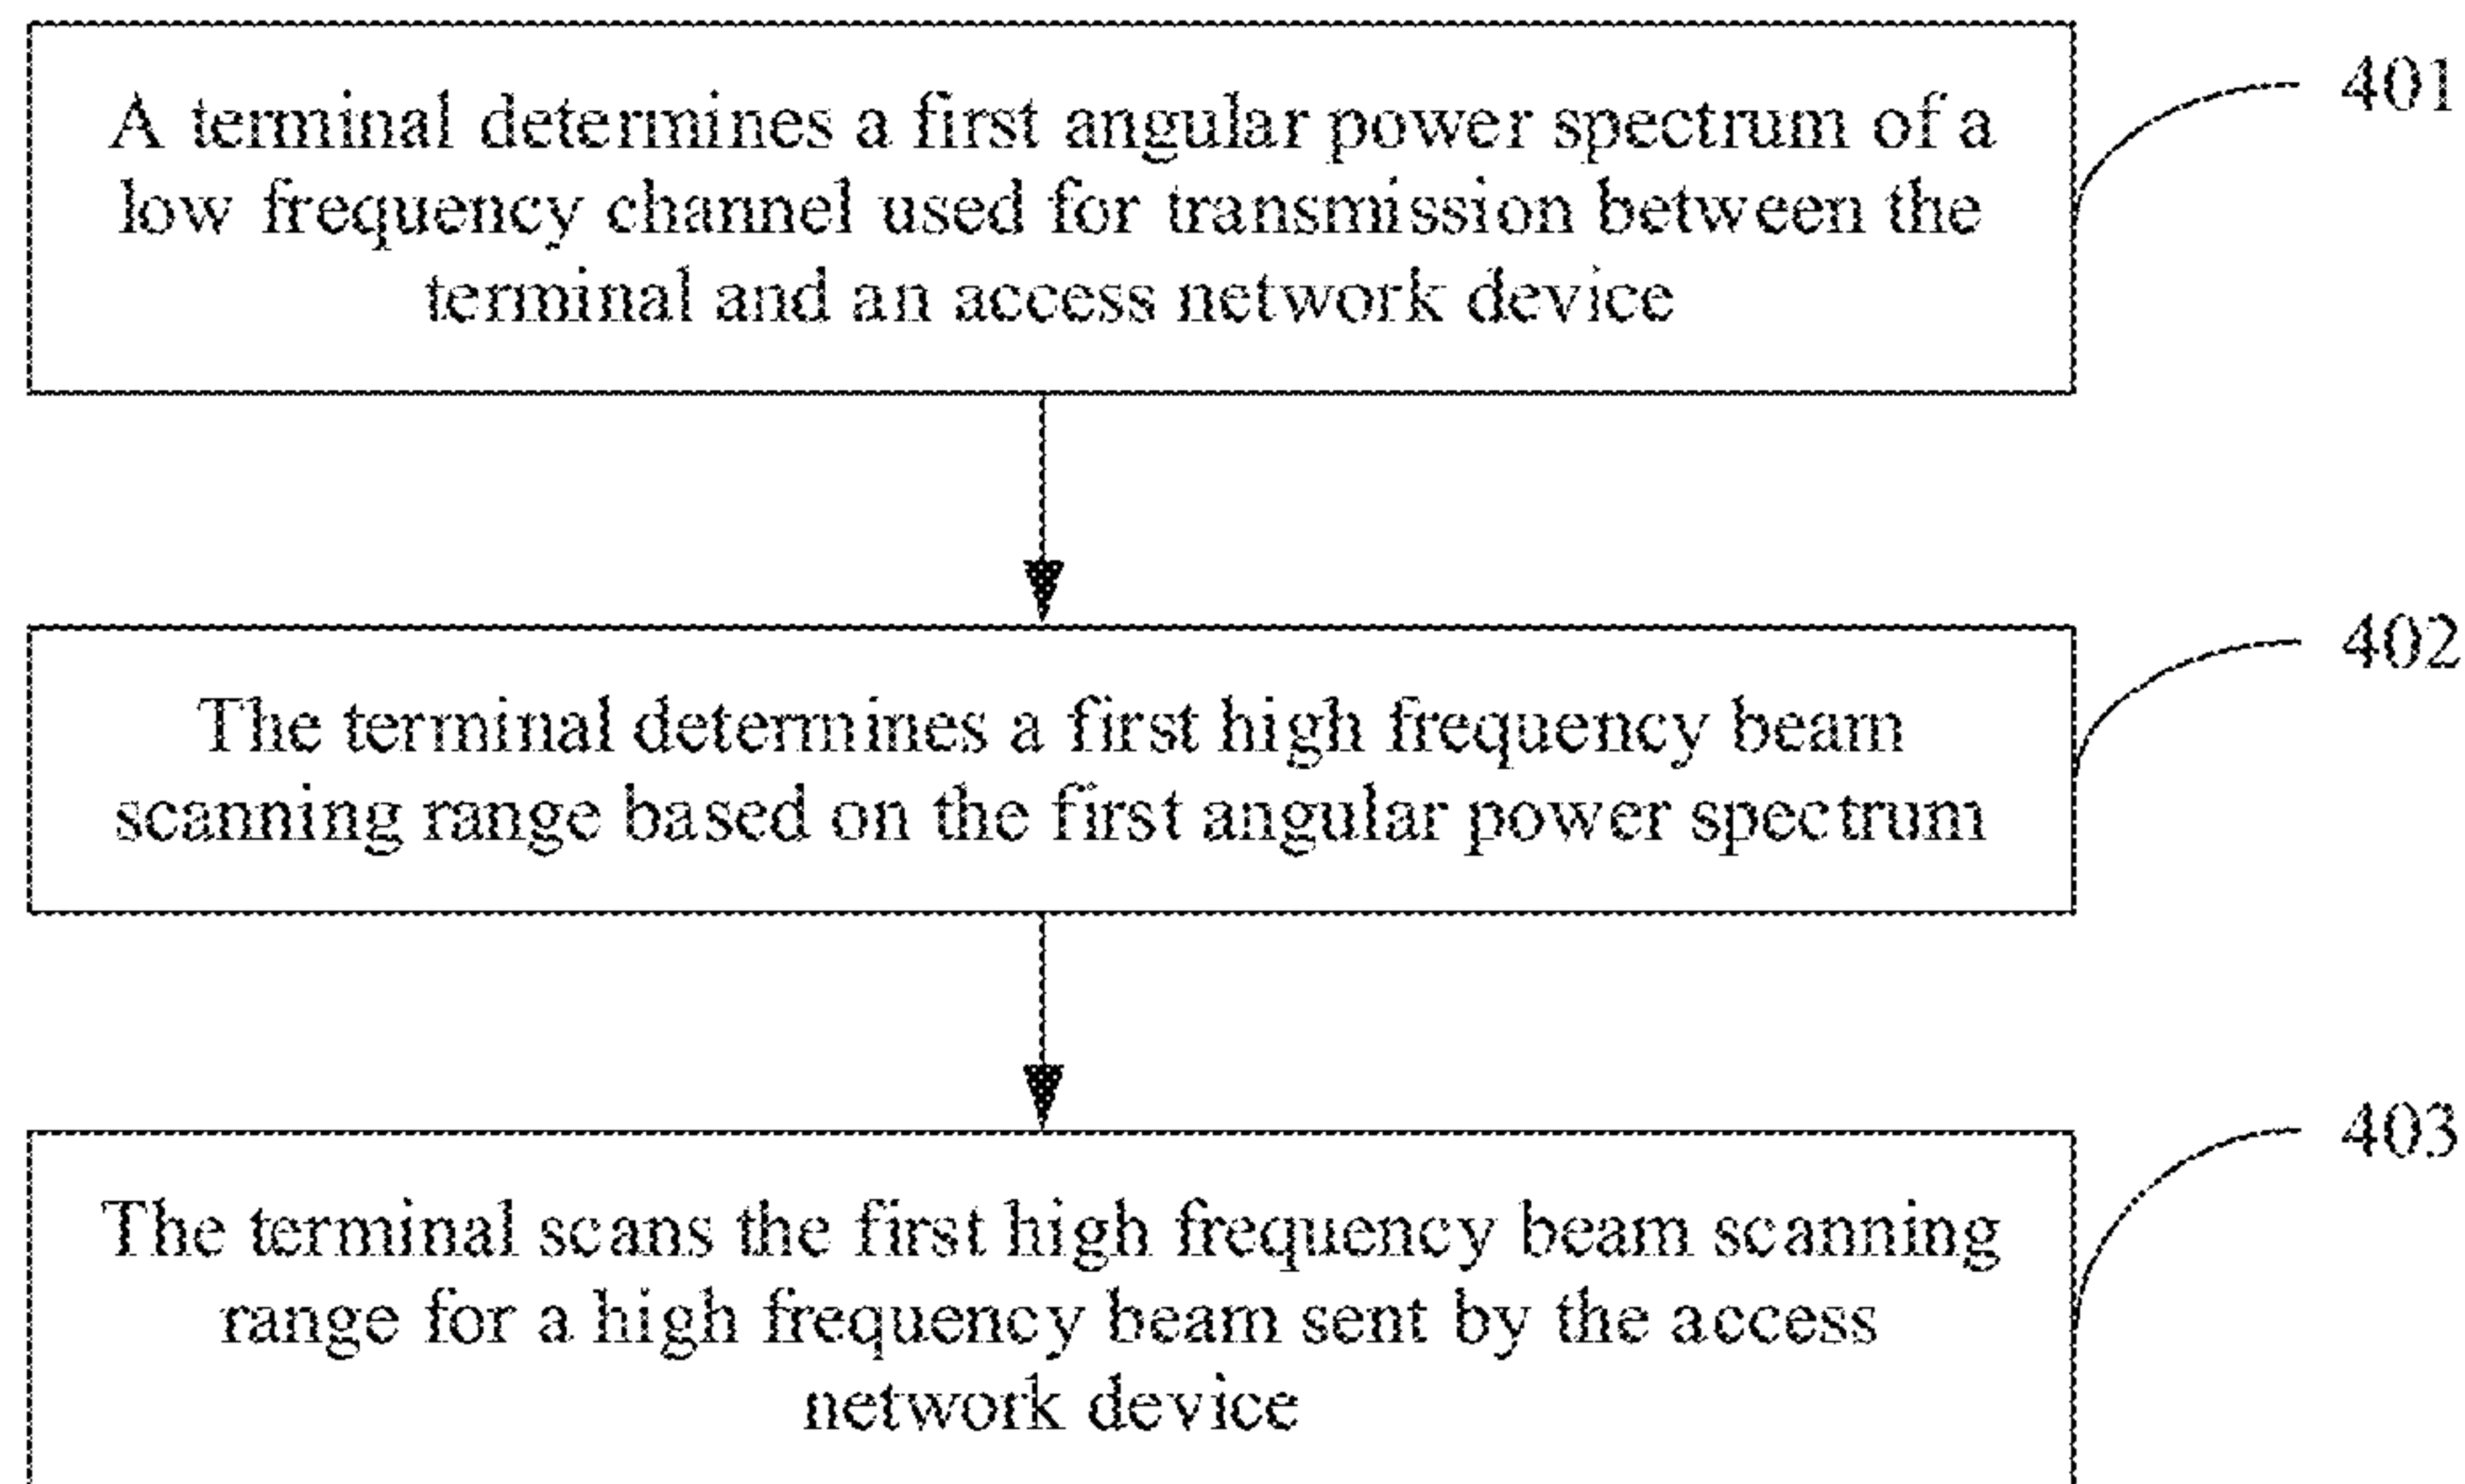 A terminal determines a first angular power spectrum of a
low frequency channel used for transmission between the
terminal and an access network device
401
The terminal determines a first high frequency beam
scanning range based on the first angular power spectrum
402
The terminal scans the first high frequency beam scanning
range for a high frequency beam sent by the access
network device
403